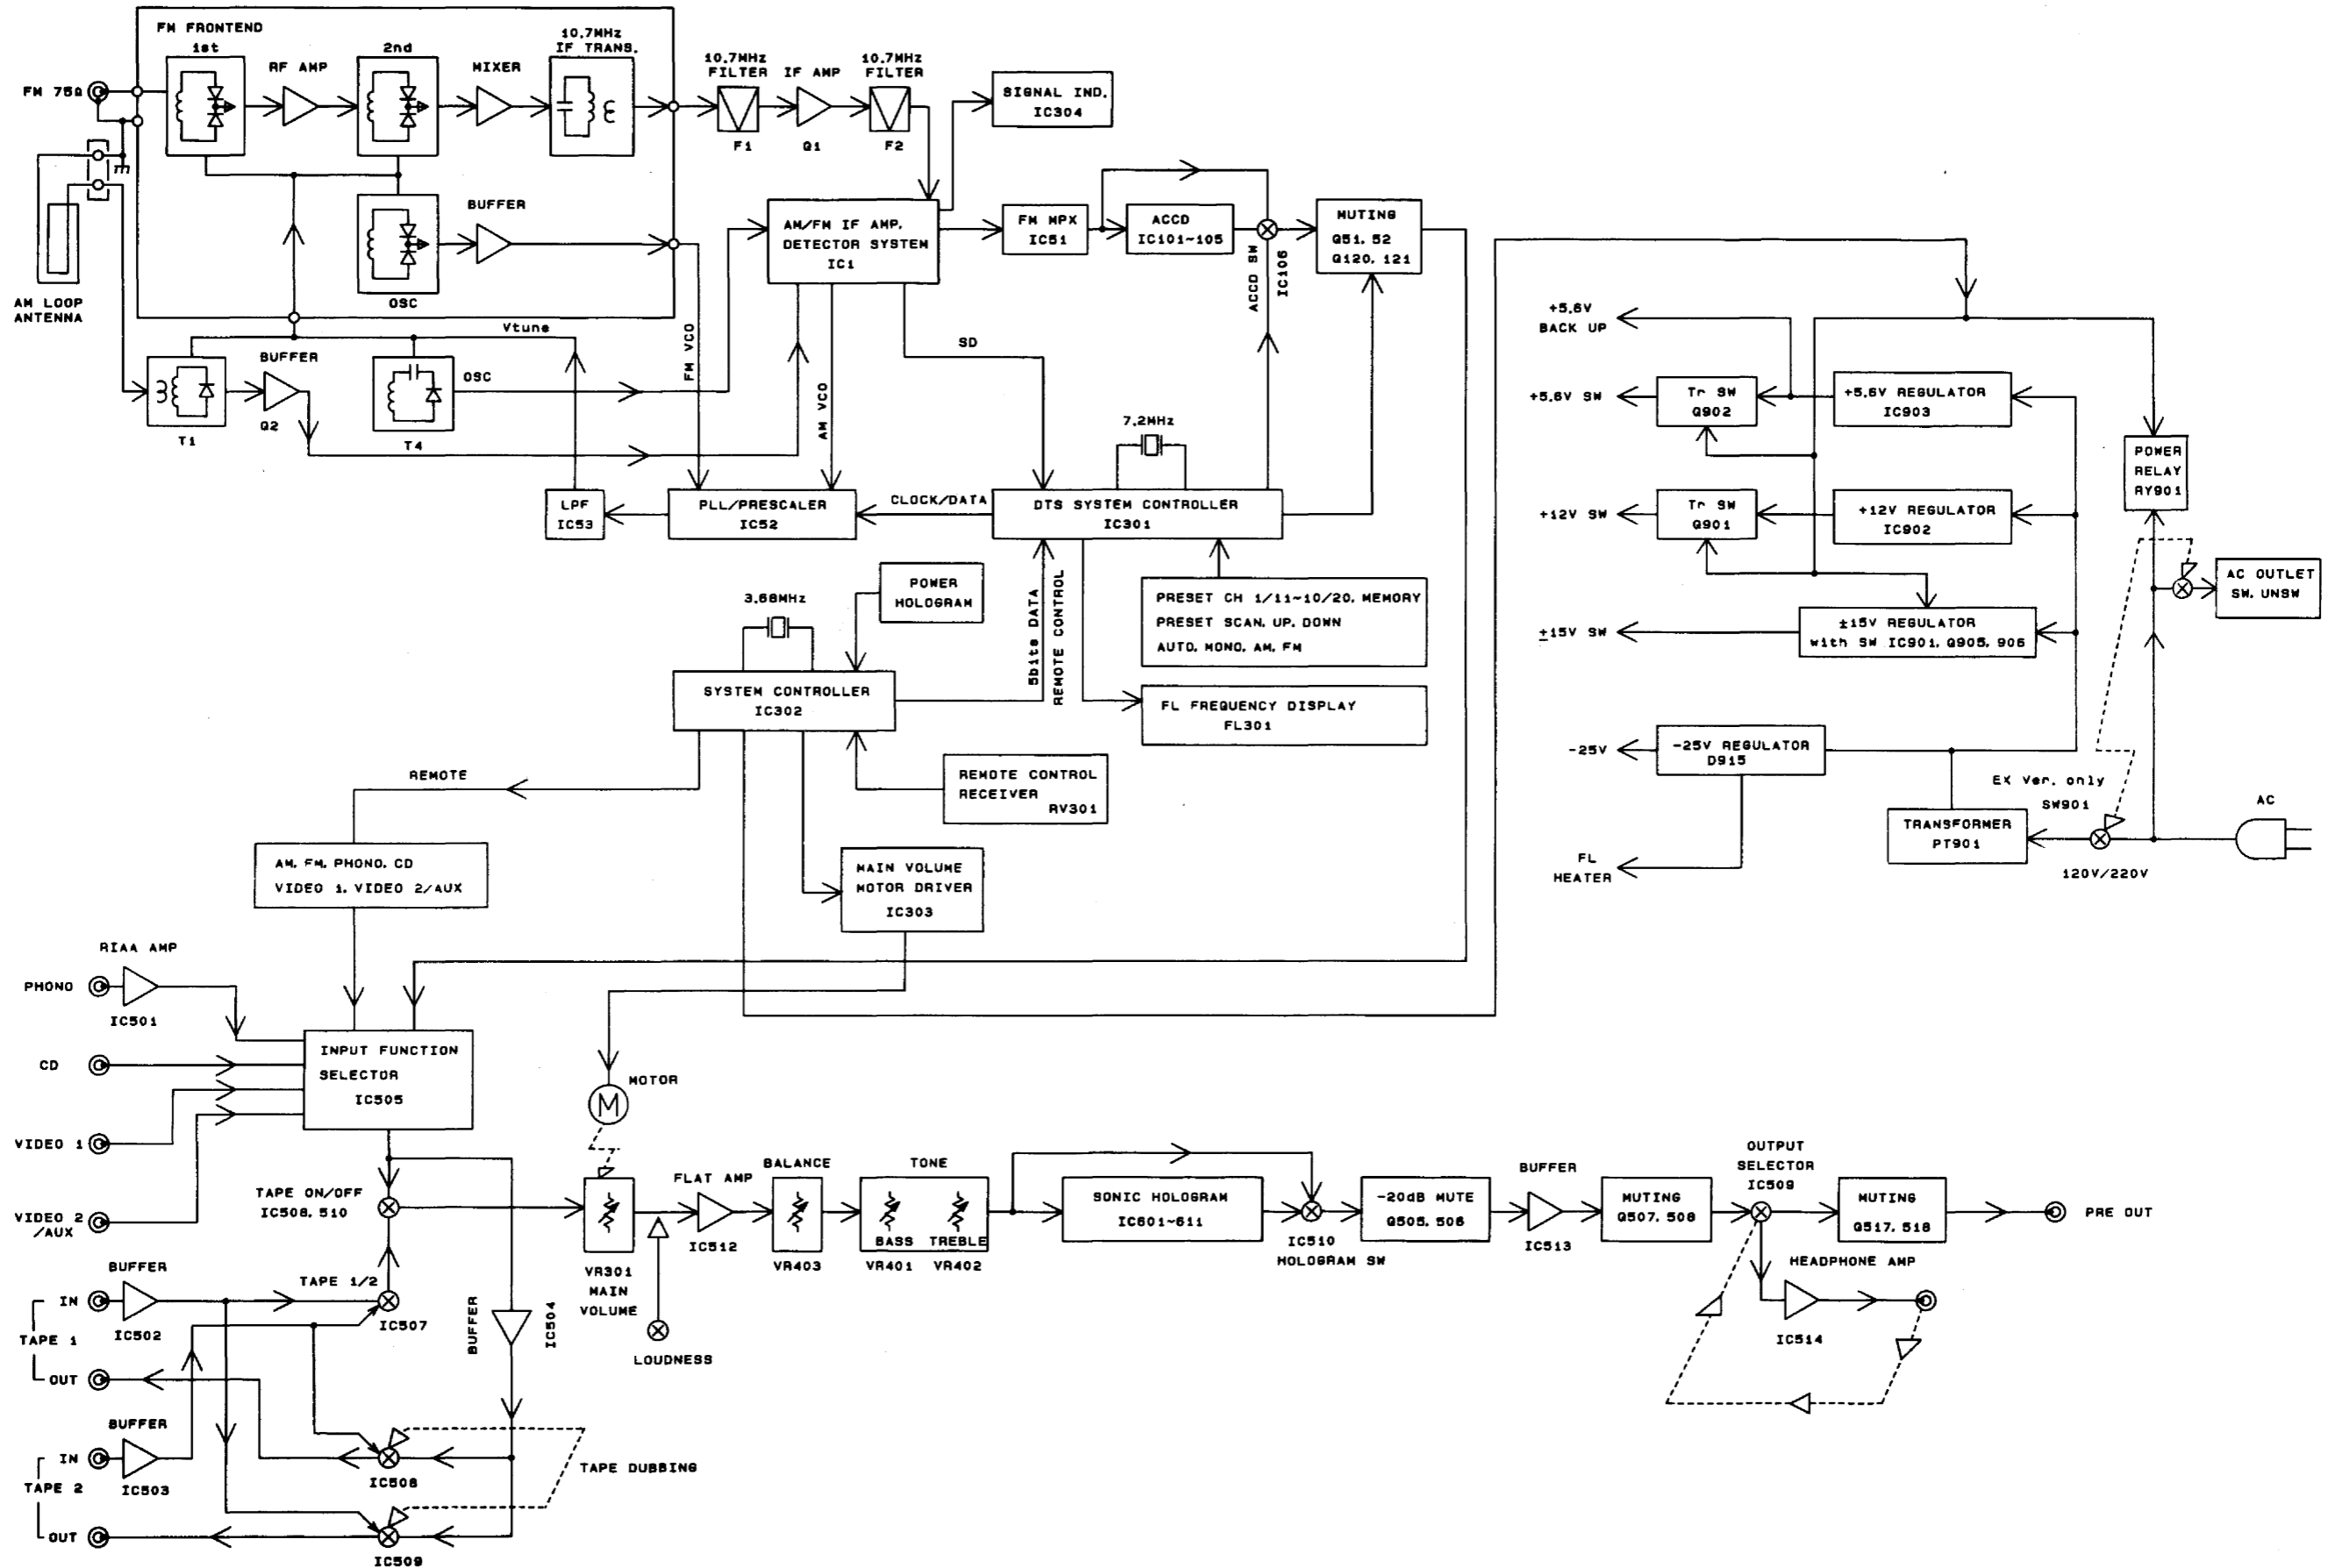 FM FRONTEND
1st
RF AMP
2nd
MIXER
10.7MHz
IF TRANS.
10.7MHz
FILTER
IF AMP
10.7MHz
FILTER
FM 75Ω
F1
Q1
F2
SIGNAL IND.
IC304
BUFFER
OSC
AM LOOP
ANTENNA
AM/FM IF AMP.
DETECTOR SYSTEM
IC1
FM MPX
IC51
ACCD
IC101~105
ACCD SW
IC106
MUTING
Q51, 52
Q120, 121
Vtune
BUFFER
T1
Q2
OSC
T4
FM VCO
AM VCO
SD
7.2MHz
LPF
IC53
PLL/PRESCALER
IC52
CLOCK/DATA
DTS SYSTEM CONTROLLER
IC301
+5.6V
BACK UP
+5.6V SW
Tr SW
Q902
+5.6V REGULATOR
IC903
POWER
RELAY
RY901
+12V SW
Tr SW
Q901
+12V REGULATOR
IC902
±15V SW
±15V REGULATOR
with SW IC901, Q905, 906
AC OUTLET
SW, UNSW
-25V
-25V REGULATOR
D915
EX Ver. only
SW901
AC
TRANSFORMER
PT901
120V/220V
FL
HEATER
POWER
HOLOGRAM
3.68MHz
5bits DATA
REMOTE CONTROL
PRESET CH 1/11~10/20, MEMORY
PRESET SCAN, UP, DOWN
AUTO, MONO, AM, FM
SYSTEM CONTROLLER
IC302
FL FREQUENCY DISPLAY
FL301
REMOTE
REMOTE CONTROL
RECEIVER
RV301
AM, FM, PHONO, CD
VIDEO 1, VIDEO 2/AUX
MAIN VOLUME
MOTOR DRIVER
IC303
RIAA AMP
PHONO
IC501
CD
INPUT FUNCTION
SELECTOR
IC505
VIDEO 1
MOTOR
M
VIDEO 2
/AUX
TAPE ON/OFF
IC508, 510
FLAT AMP
BALANCE
TONE
BASS
TREBLE
SONIC HOLOGRAM
IC601~611
-20dB MUTE
Q505, 506
BUFFER
MUTING
Q507, 508
OUTPUT
SELECTOR
IC509
MUTING
Q517, 518
PRE OUT
VR301
MAIN
VOLUME
IC512
VR403
VR401
VR402
IC510
HOLOGRAM SW
IC513
HEADPHONE AMP
IC514
LOUDNESS
BUFFER
TAPE 1/2
IN
IC502
IC507
TAPE 1
OUT
BUFFER
IC504
BUFFER
IN
IC503
IC508
TAPE DUBBING
TAPE 2
OUT
IC509